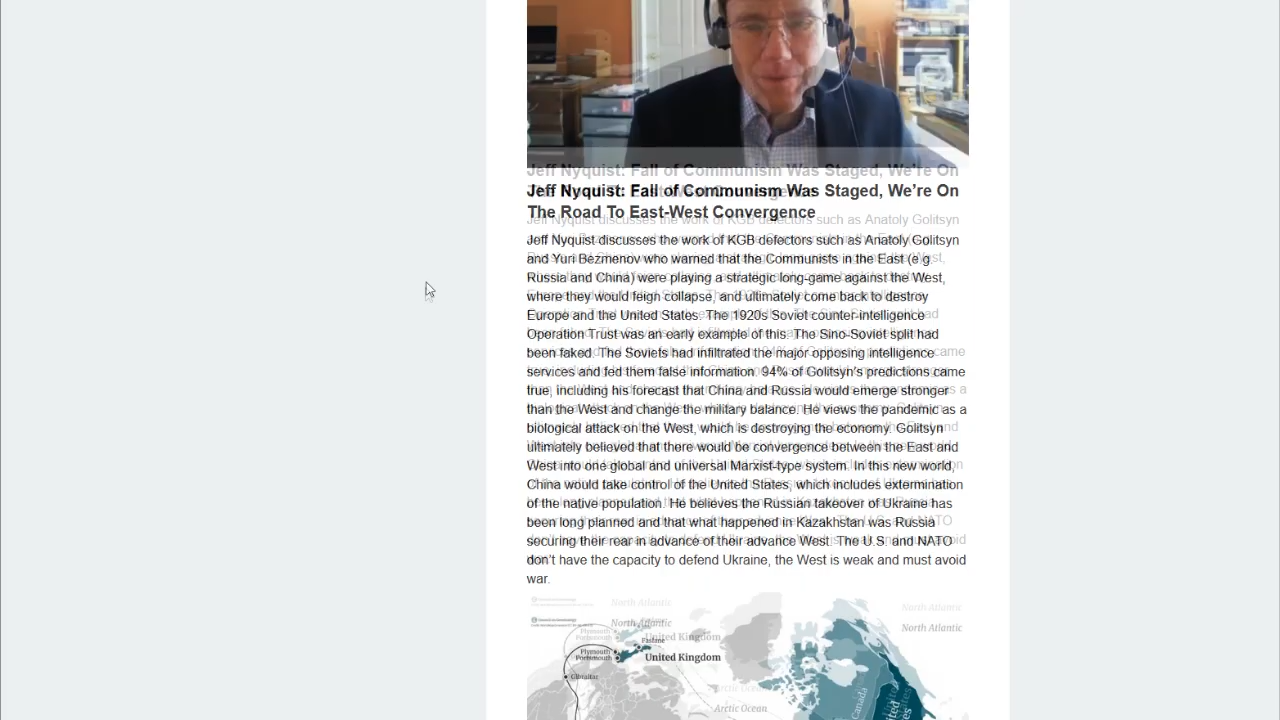 Jeff Nyquist: Fall of Communism Was Staged, We're On
The Road To East-West Convergence
Jeff Nyquist discusses the work of KGB defectors such as Anatoly Golitsyn
and Yuri Bezmenov who warned that the Communists in the East (e.g.
Russia and China) were playing a strategic long-game against the West,
where they would feign collapse, and ultimately come back to destroy
Europe and the United States. The 1920s Soviet counter-intelligence
Operation Trust was an early example of this. The Sino-Soviet split had
been faked. The Soviets had infiltrated the major opposing intelligence
services and fed them false information. 94% of Golitsyn's predictions came
true, including his forecast that China and Russia would emerge stronger
than the West and change the military balance. He views the pandemic as a
biological attack on the West, which is destroying the economy. Golitsyn
ultimately believed that there would be convergence between the East and
West into one global and universal Marxist-type system. In this new world,
China would take control of the United States, which includes extermination
of the native population. He believes the Russian takeover of Ukraine has
been long planned and that what happened in Kazakhstan was Russia
securing their rear in advance of their advance West. The U.S. and NATO
don't have the capacity to defend Ukraine, the West is weak and must avoid
war.
North Atlantic
North Atlantic
United Kingdom
Plymouth
Portsmouth
Faslane
Gibraltar
Arctic Ocean
Canada